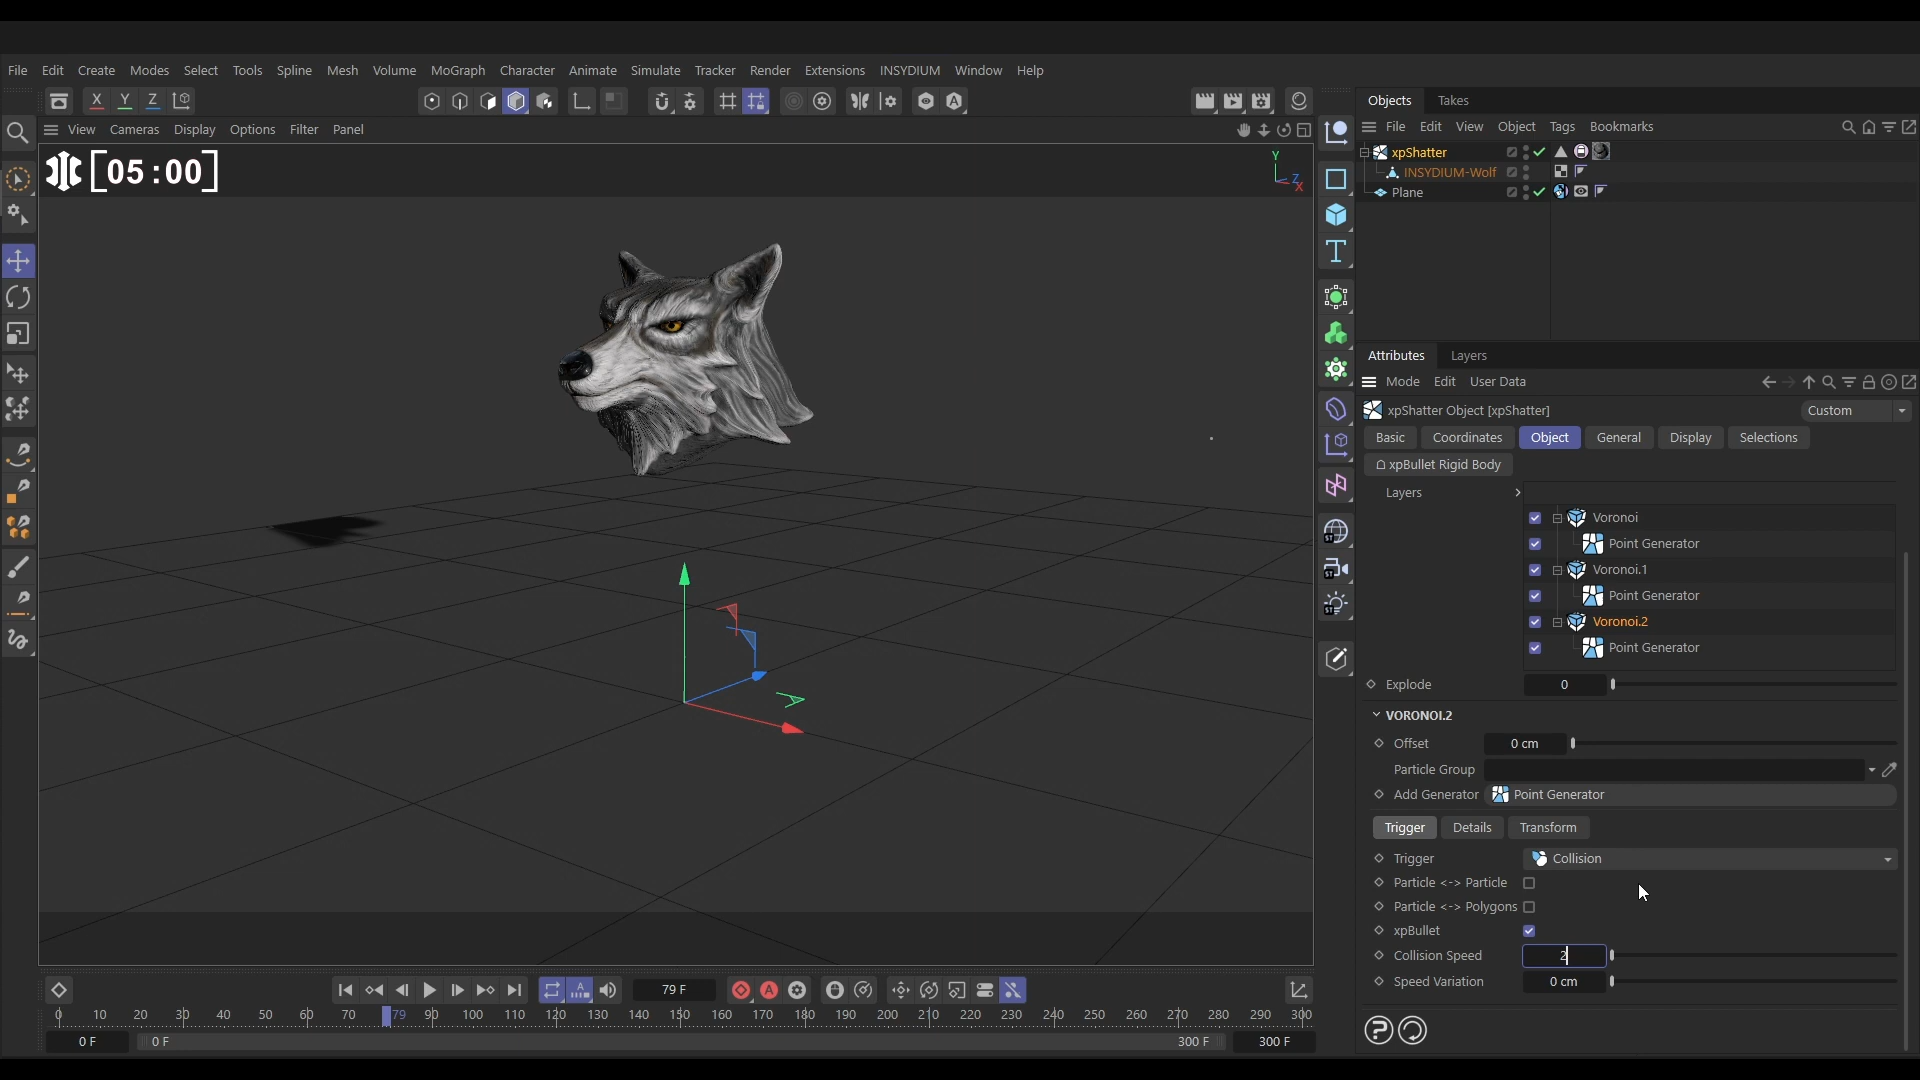 File Edit Create Modes Select Tools Spline Mesh Volume MoGraph Character Animate Simulate Tracker Render Extensions INSYDIUM Window Help
X Y Z
View Cameras Display Options Filter Panel
[05:00]
Y
Z
X
Objects Takes
File Edit View Object Tags Bookmarks
xpShatter
INSYDIUM-Wolf
Plane
Attributes Layers
Mode Edit User Data
xpShatter Object [xpShatter] Custom
Basic Coordinates Object General Display Selections
xpBullet Rigid Body
Layers
Voronoi
Point Generator
Voronoi.1
Point Generator
Voronoi.2
Point Generator
Explode 0
VORONOI.2
Offset 0 cm
Particle Group
Add Generator Point Generator
Trigger Details Transform
Trigger Collision
Particle <-> Particle
Particle <-> Polygons
xpBullet
Collision Speed 2
Speed Variation 0 cm
79 F
0 10 20 30 40 50 60 70 79 90 100 110 120 130 140 150 160 170 180 190 200 210 220 230 240 250 260 270 280 290 300
0 F 0 F 300 F 300 F